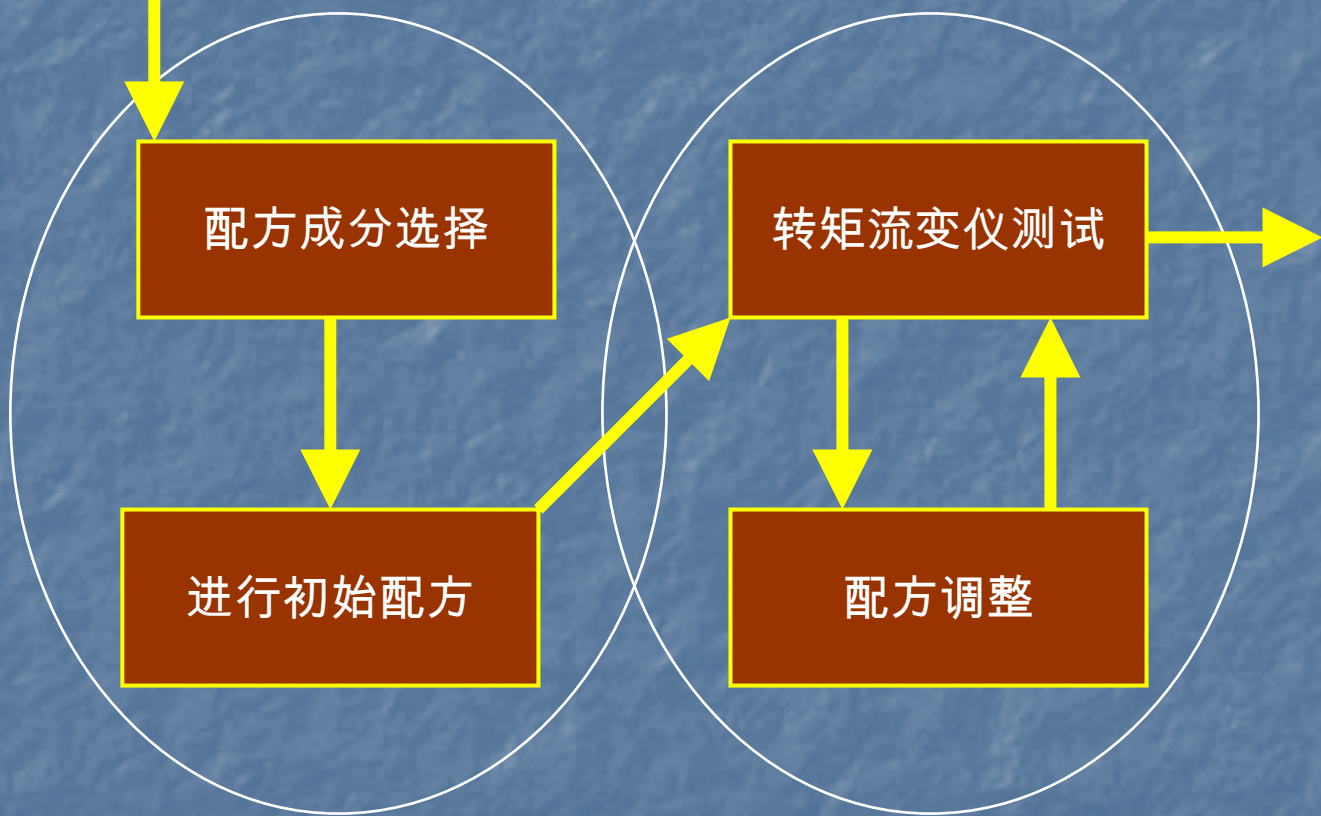 配方成分选择
转矩流变仪测试
进行初始配方
配方调整